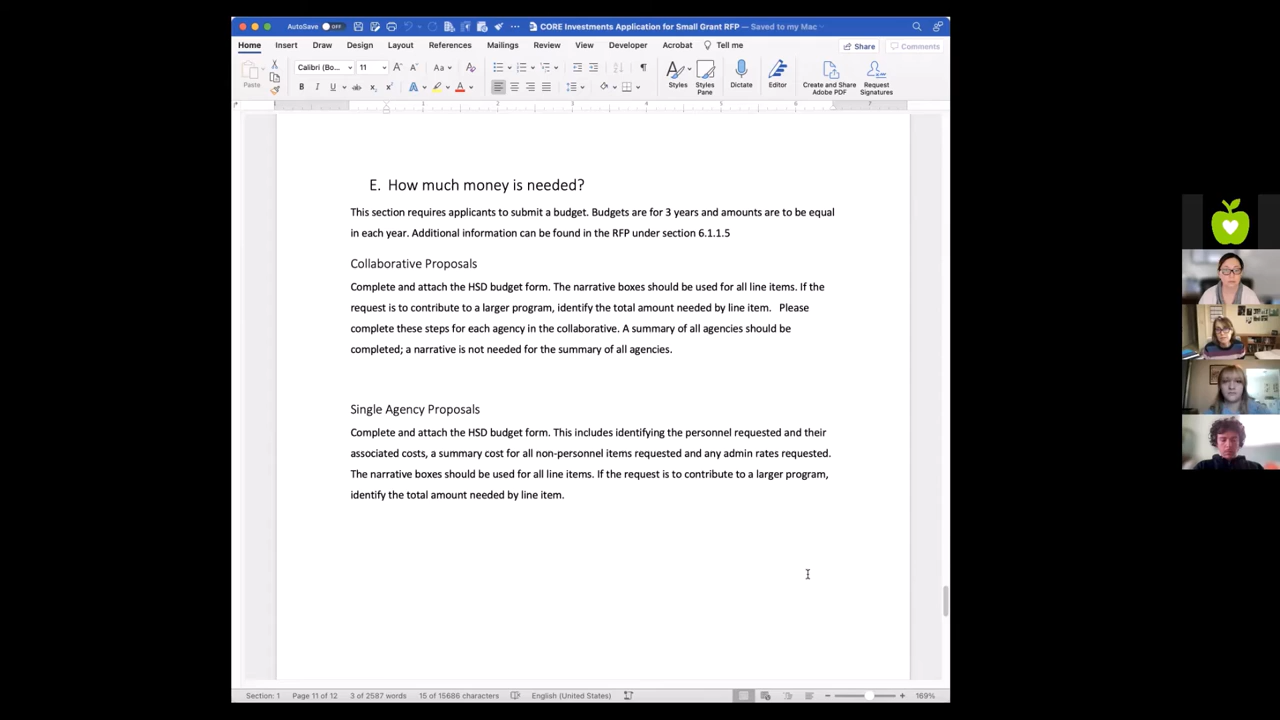 AutoSave OFF
CORE Investments Application for Small Grant RFP — Saved to my Mac
Home Insert Draw Design Layout References Mailings Review View Developer Acrobat Tell me
Share Comments
Paste
Calibri (Bo... 11
Styles
Styles Pane
Dictate
Editor
Create and Share Adobe PDF
Request Signatures
1 2 3 4 5 6 7
E. How much money is needed?
This section requires applicants to submit a budget. Budgets are for 3 years and amounts are to be equal
in each year. Additional information can be found in the RFP under section 6.1.1.5
Collaborative Proposals
Complete and attach the HSD budget form. The narrative boxes should be used for all line items. If the
request is to contribute to a larger program, identify the total amount needed by line item. Please
complete these steps for each agency in the collaborative. A summary of all agencies should be
completed; a narrative is not needed for the summary of all agencies.
Single Agency Proposals
Complete and attach the HSD budget form. This includes identifying the personnel requested and their
associated costs, a summary cost for all non-personnel items requested and any admin rates requested.
The narrative boxes should be used for all line items. If the request is to contribute to a larger program,
identify the total amount needed by line item.
Section: 1 Page 11 of 12 3 of 2587 words 15 of 15686 characters English (United States) 169%